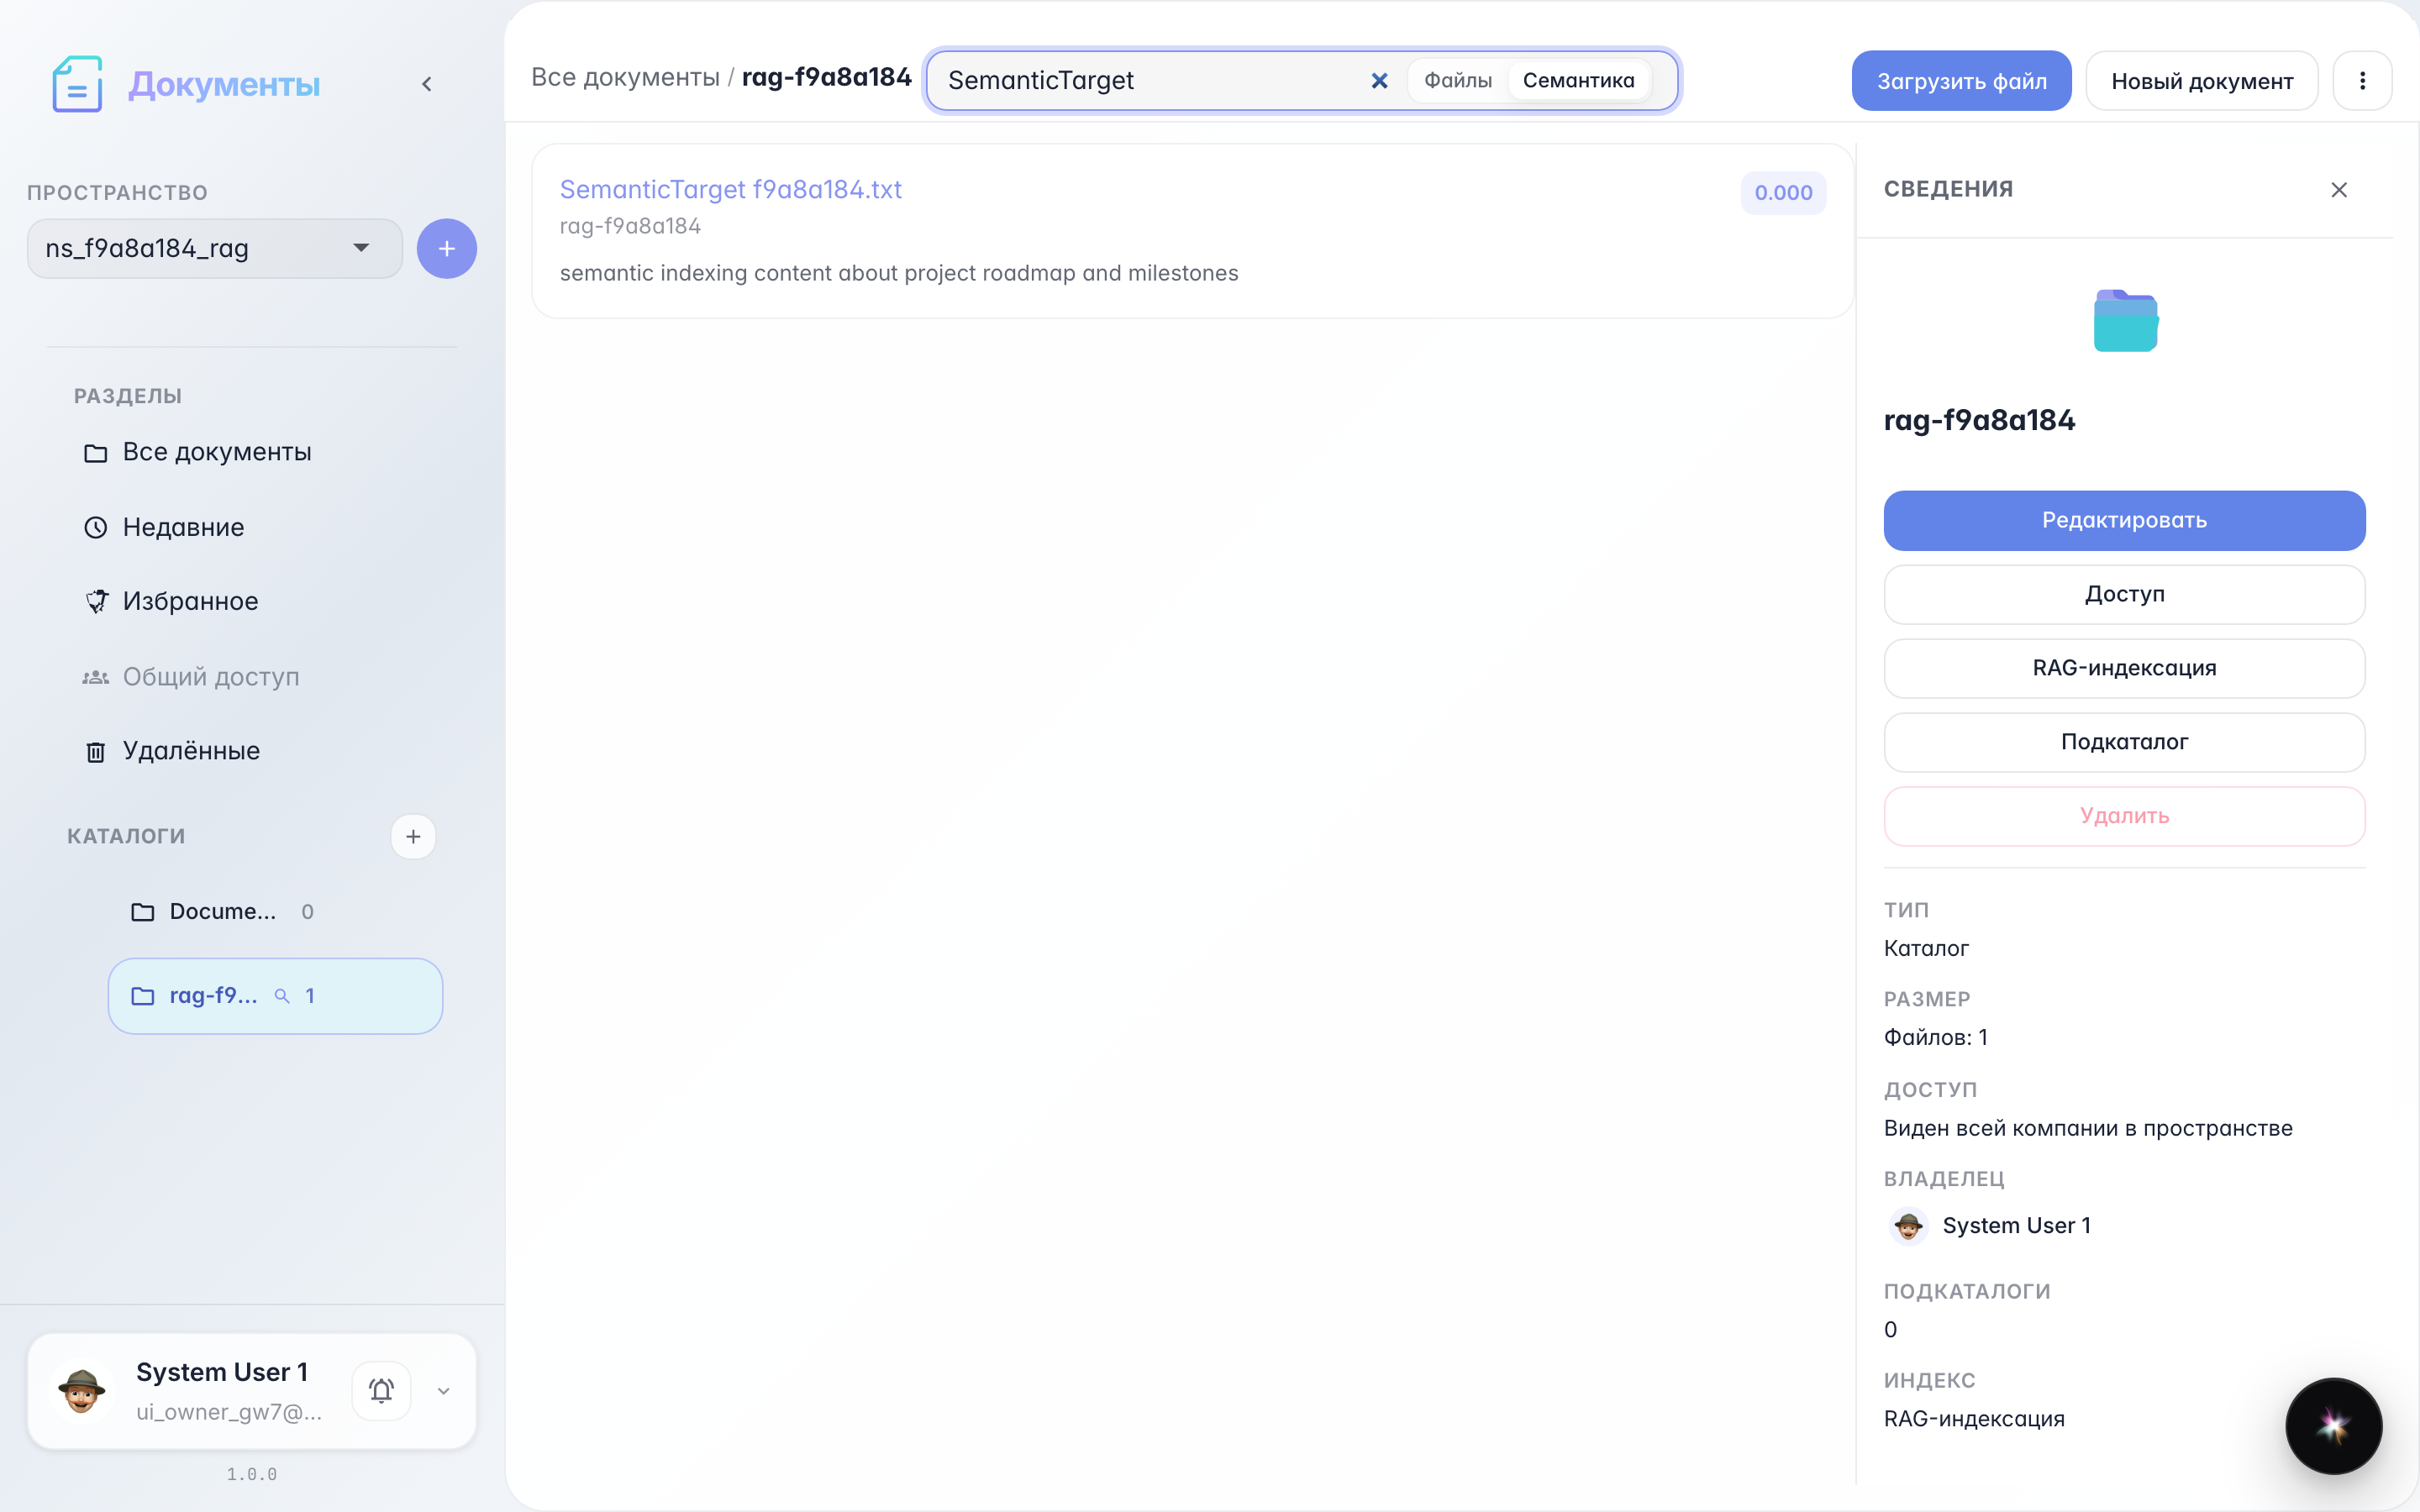 Документы
ПРОСТРАНСТВО
ns_f9a8a184_rag
РАЗДЕЛЫ
Все документы
Недавние
Избранное
Общий доступ
Удалённые
КАТАЛОГИ
Docume... 0
rag-f9... 1
System User 1
ui_owner_gw7@...
1.0.0
Все документы / rag-f9a8a184
SemanticTarget
Файлы Семантика
Загрузить файл
Новый документ
SemanticTarget f9a8a184.txt
0.000
rag-f9a8a184
semantic indexing content about project roadmap and milestones
СВЕДЕНИЯ
rag-f9a8a184
Редактировать
Доступ
RAG-индексация
Подкаталог
Удалить
ТИП
Каталог
РАЗМЕР
Файлов: 1
ДОСТУП
Виден всей компании в пространстве
ВЛАДЕЛЕЦ
System User 1
ПОДКАТАЛОГИ
0
ИНДЕКС
RAG-индексация